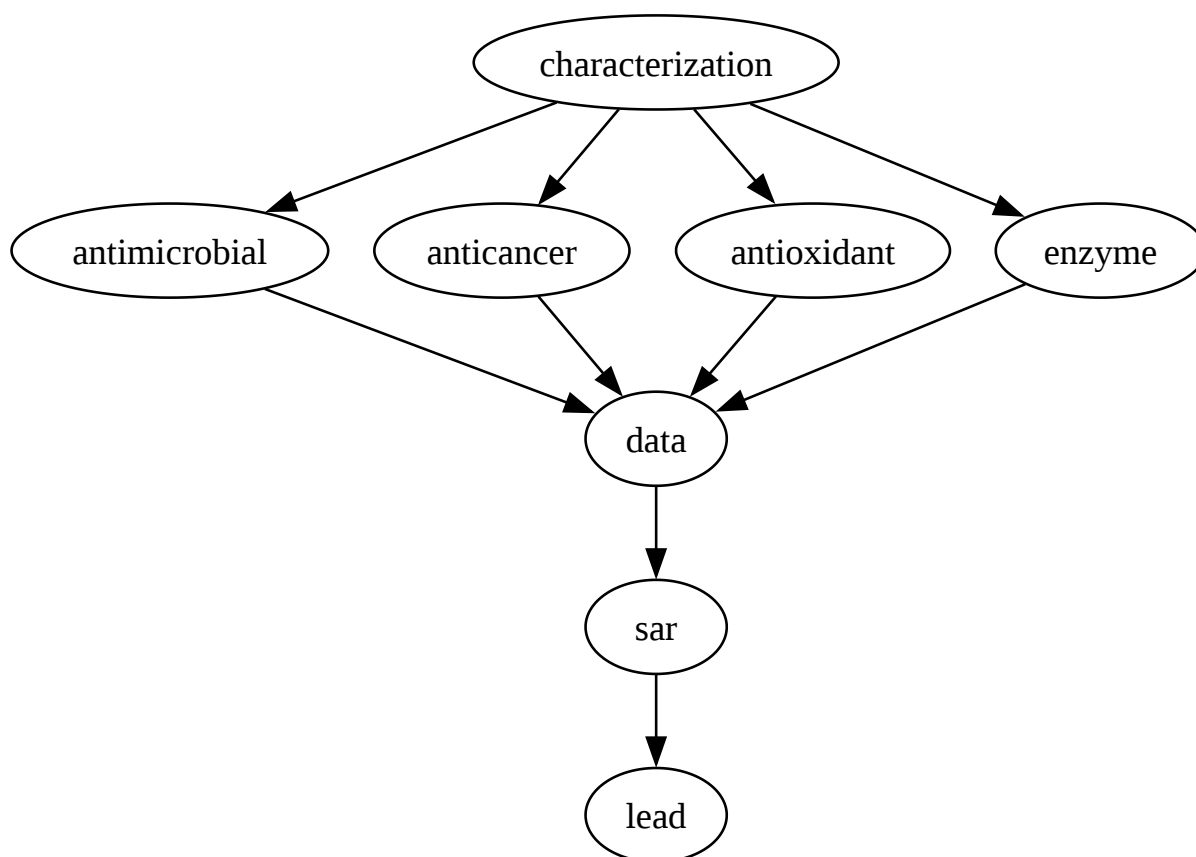 characterization
antimicrobial
anticancer
antioxidant
enzyme
data
sar
lead